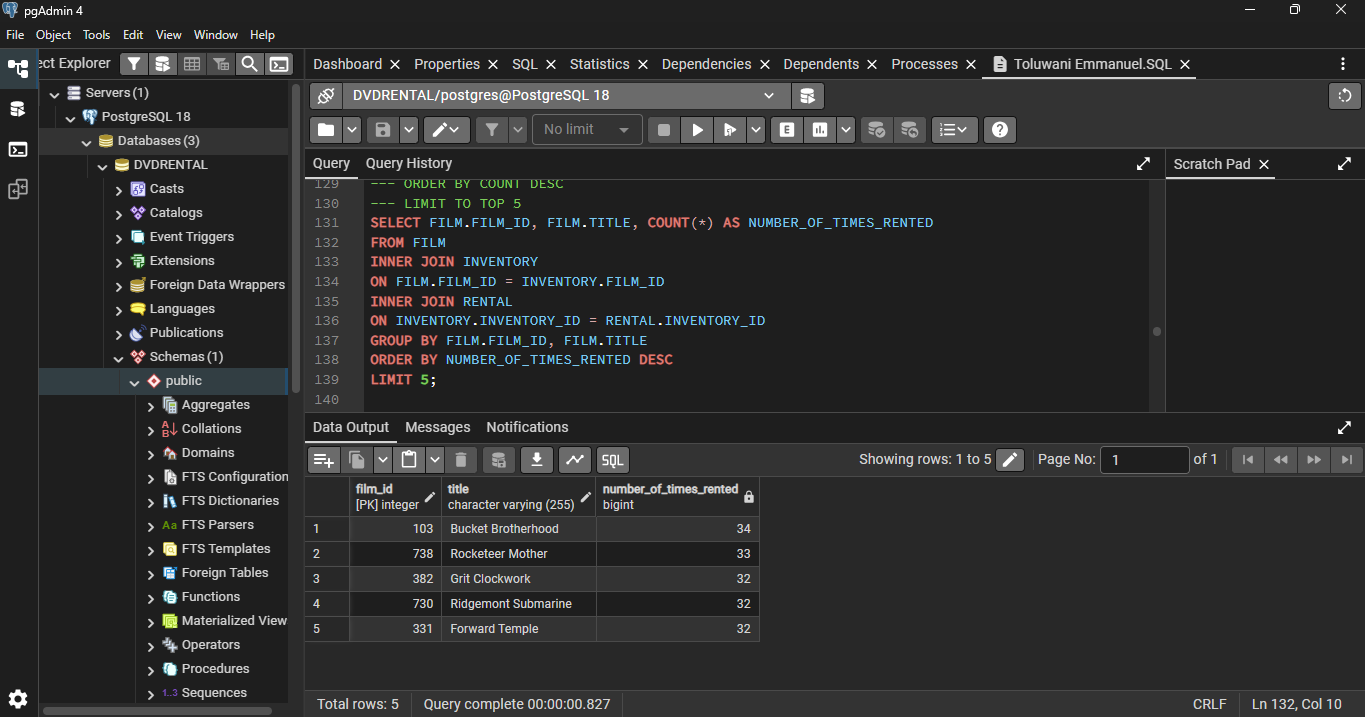 pgAdmin 4
File Object Tools Edit View Window Help
ect Explorer
Dashboard Properties SQL Statistics Dependencies Dependents Processes Toluwani Emmanuel.SQL
Servers (1)
PostgreSQL 18
Databases (3)
DVDRENTAL
Casts
Catalogs
Event Triggers
Extensions
Foreign Data Wrappers
Languages
Publications
Schemas (1)
public
Aggregates
Collations
Domains
FTS Configuration
FTS Dictionaries
Aa FTS Parsers
FTS Templates
Foreign Tables
Functions
Materialized View
Operators
Procedures
1..3 Sequences
DVDRENTAL/postgres@PostgreSQL 18
No limit
E
Query Query History
Scratch Pad
129 --- ORDER BY COUNT DESC
130 --- LIMIT TO TOP 5
131 SELECT FILM.FILM_ID, FILM.TITLE, COUNT(*) AS NUMBER_OF_TIMES_RENTED
132 FROM FILM
133 INNER JOIN INVENTORY
134 ON FILM.FILM_ID = INVENTORY.FILM_ID
135 INNER JOIN RENTAL
136 ON INVENTORY.INVENTORY_ID = RENTAL.INVENTORY_ID
137 GROUP BY FILM.FILM_ID, FILM.TITLE
138 ORDER BY NUMBER_OF_TIMES_RENTED DESC
139 LIMIT 5;
140
Data Output Messages Notifications
SQL Showing rows: 1 to 5 Page No: 1 of 1
film_id title number_of_times_rented
[PK] integer character varying (255) bigint
1 103 Bucket Brotherhood 34
2 738 Rocketeer Mother 33
3 382 Grit Clockwork 32
4 730 Ridgemont Submarine 32
5 331 Forward Temple 32
Total rows: 5 Query complete 00:00:00.827 CRLF Ln 132, Col 10